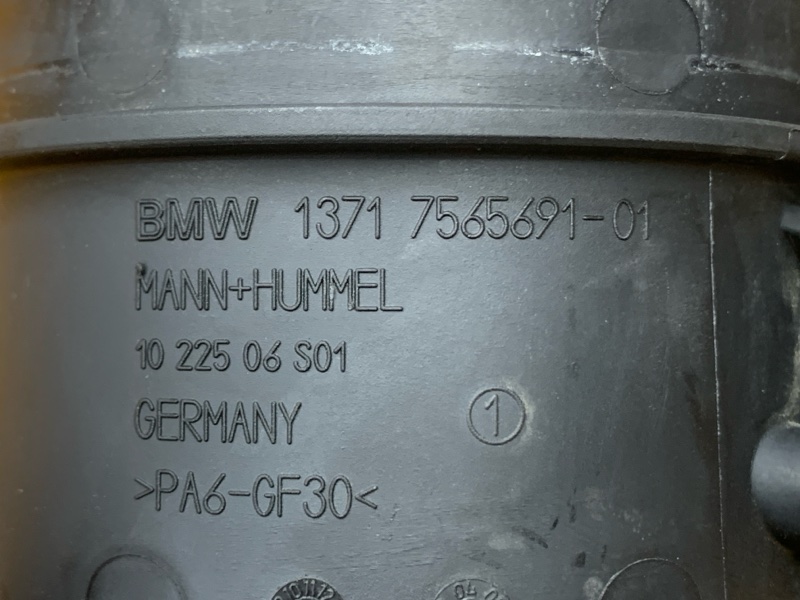 BMW 1371 7565691-01
MANN+HUMMEL
10 225 06 S01
GERMANY
1
>PA6-GF30<